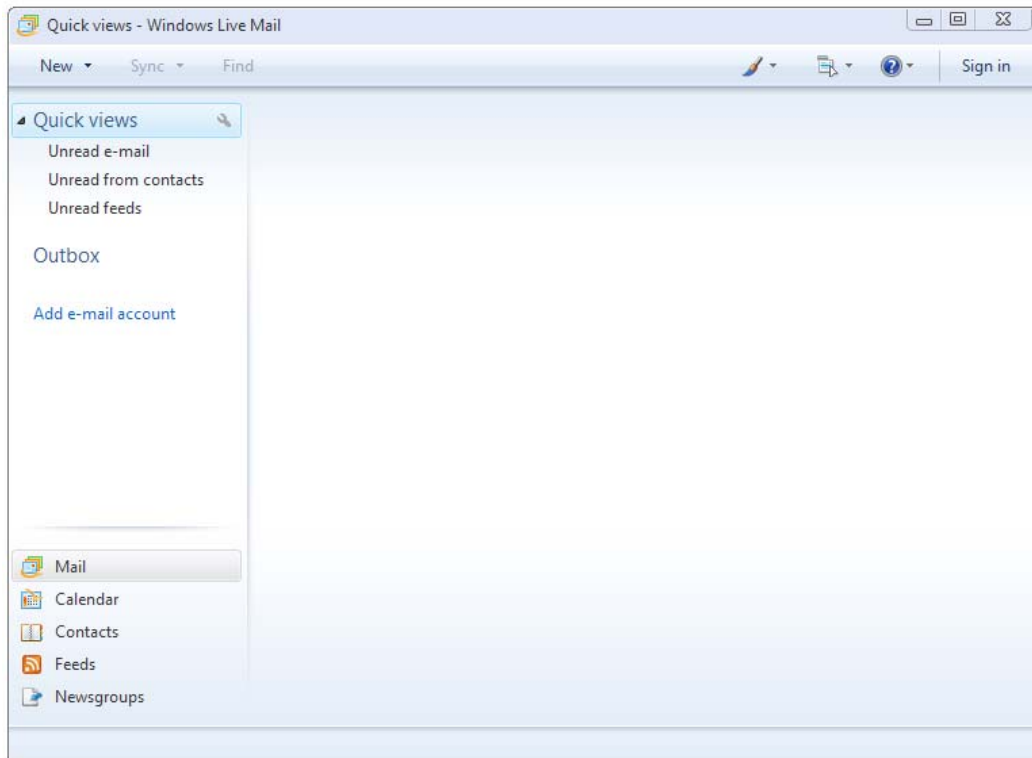 Quick views - Windows Live Mail
New Sync Find Sign in
Quick views
Unread e-mail
Unread from contacts
Unread feeds
Outbox
Add e-mail account
Mail
Calendar
Contacts
Feeds
Newsgroups